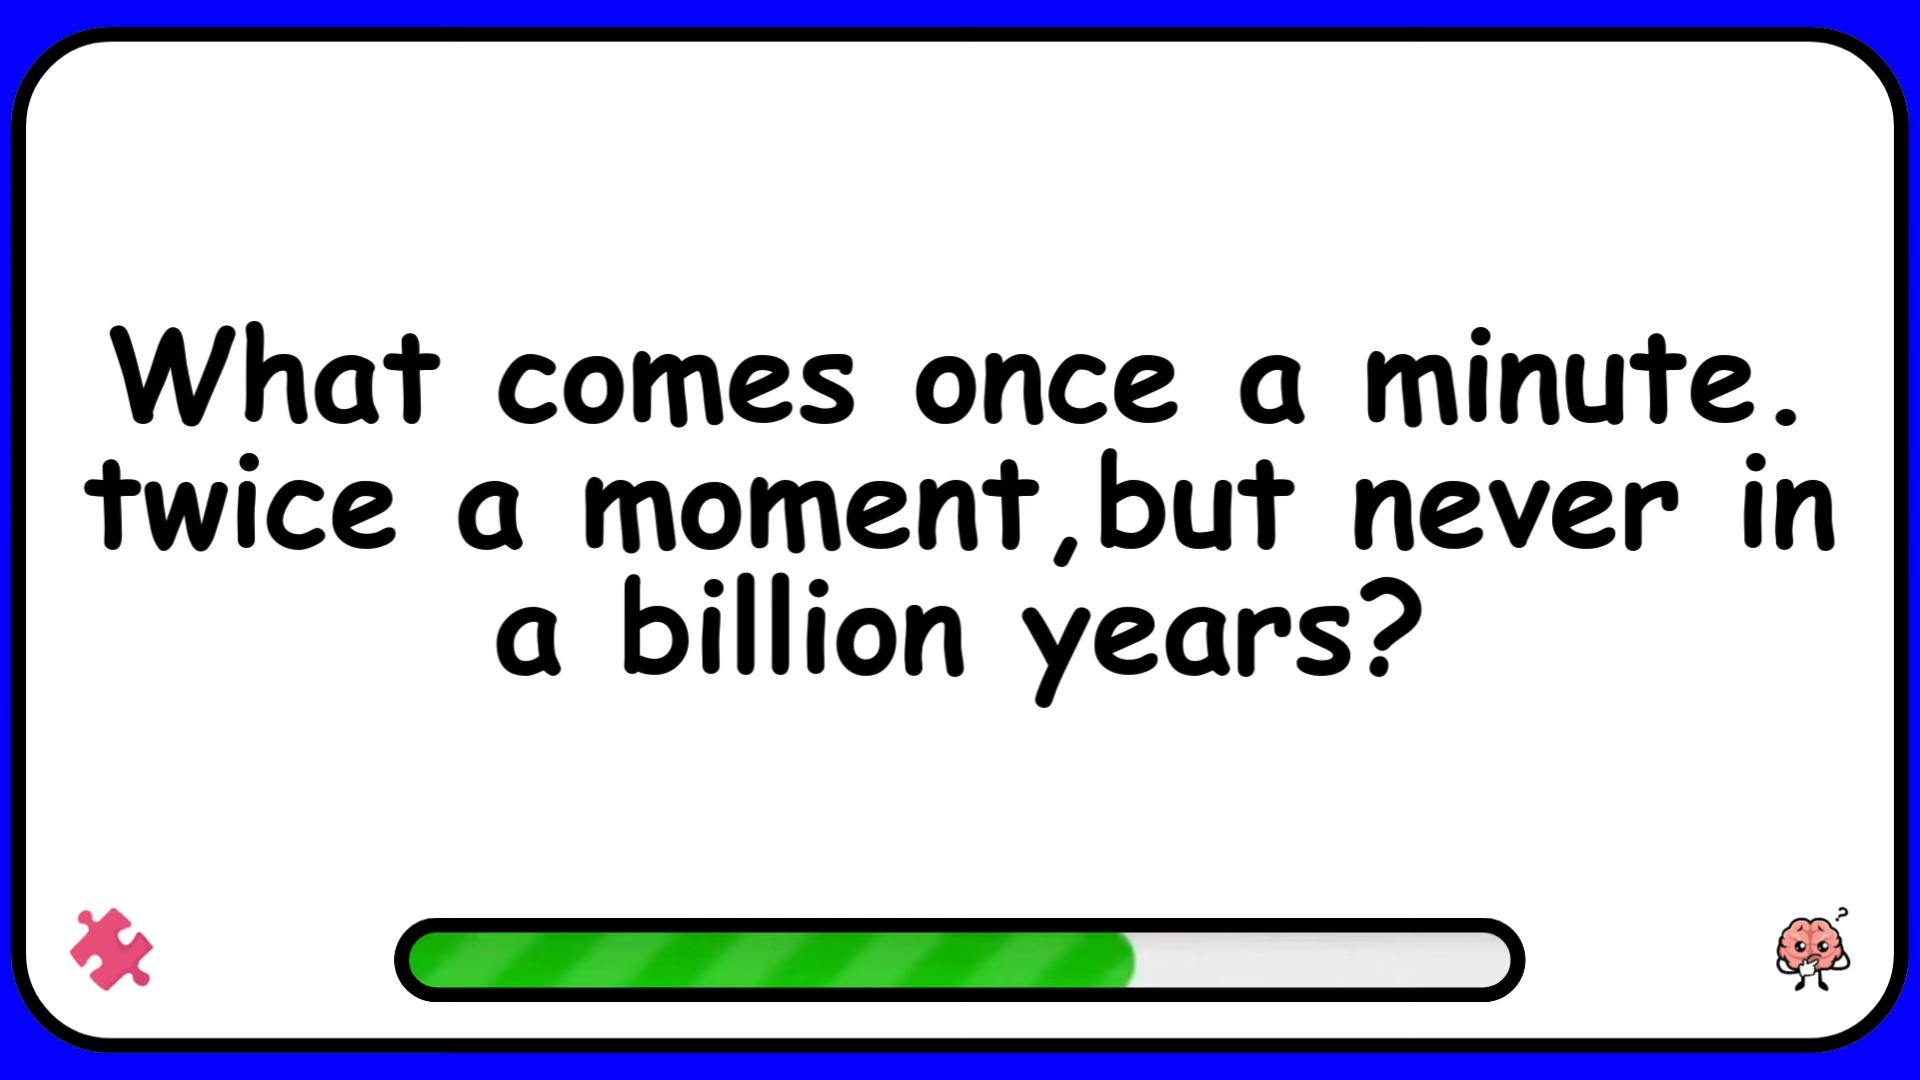 What comes once a minute.
twice a moment,but never in
a billion years?
?